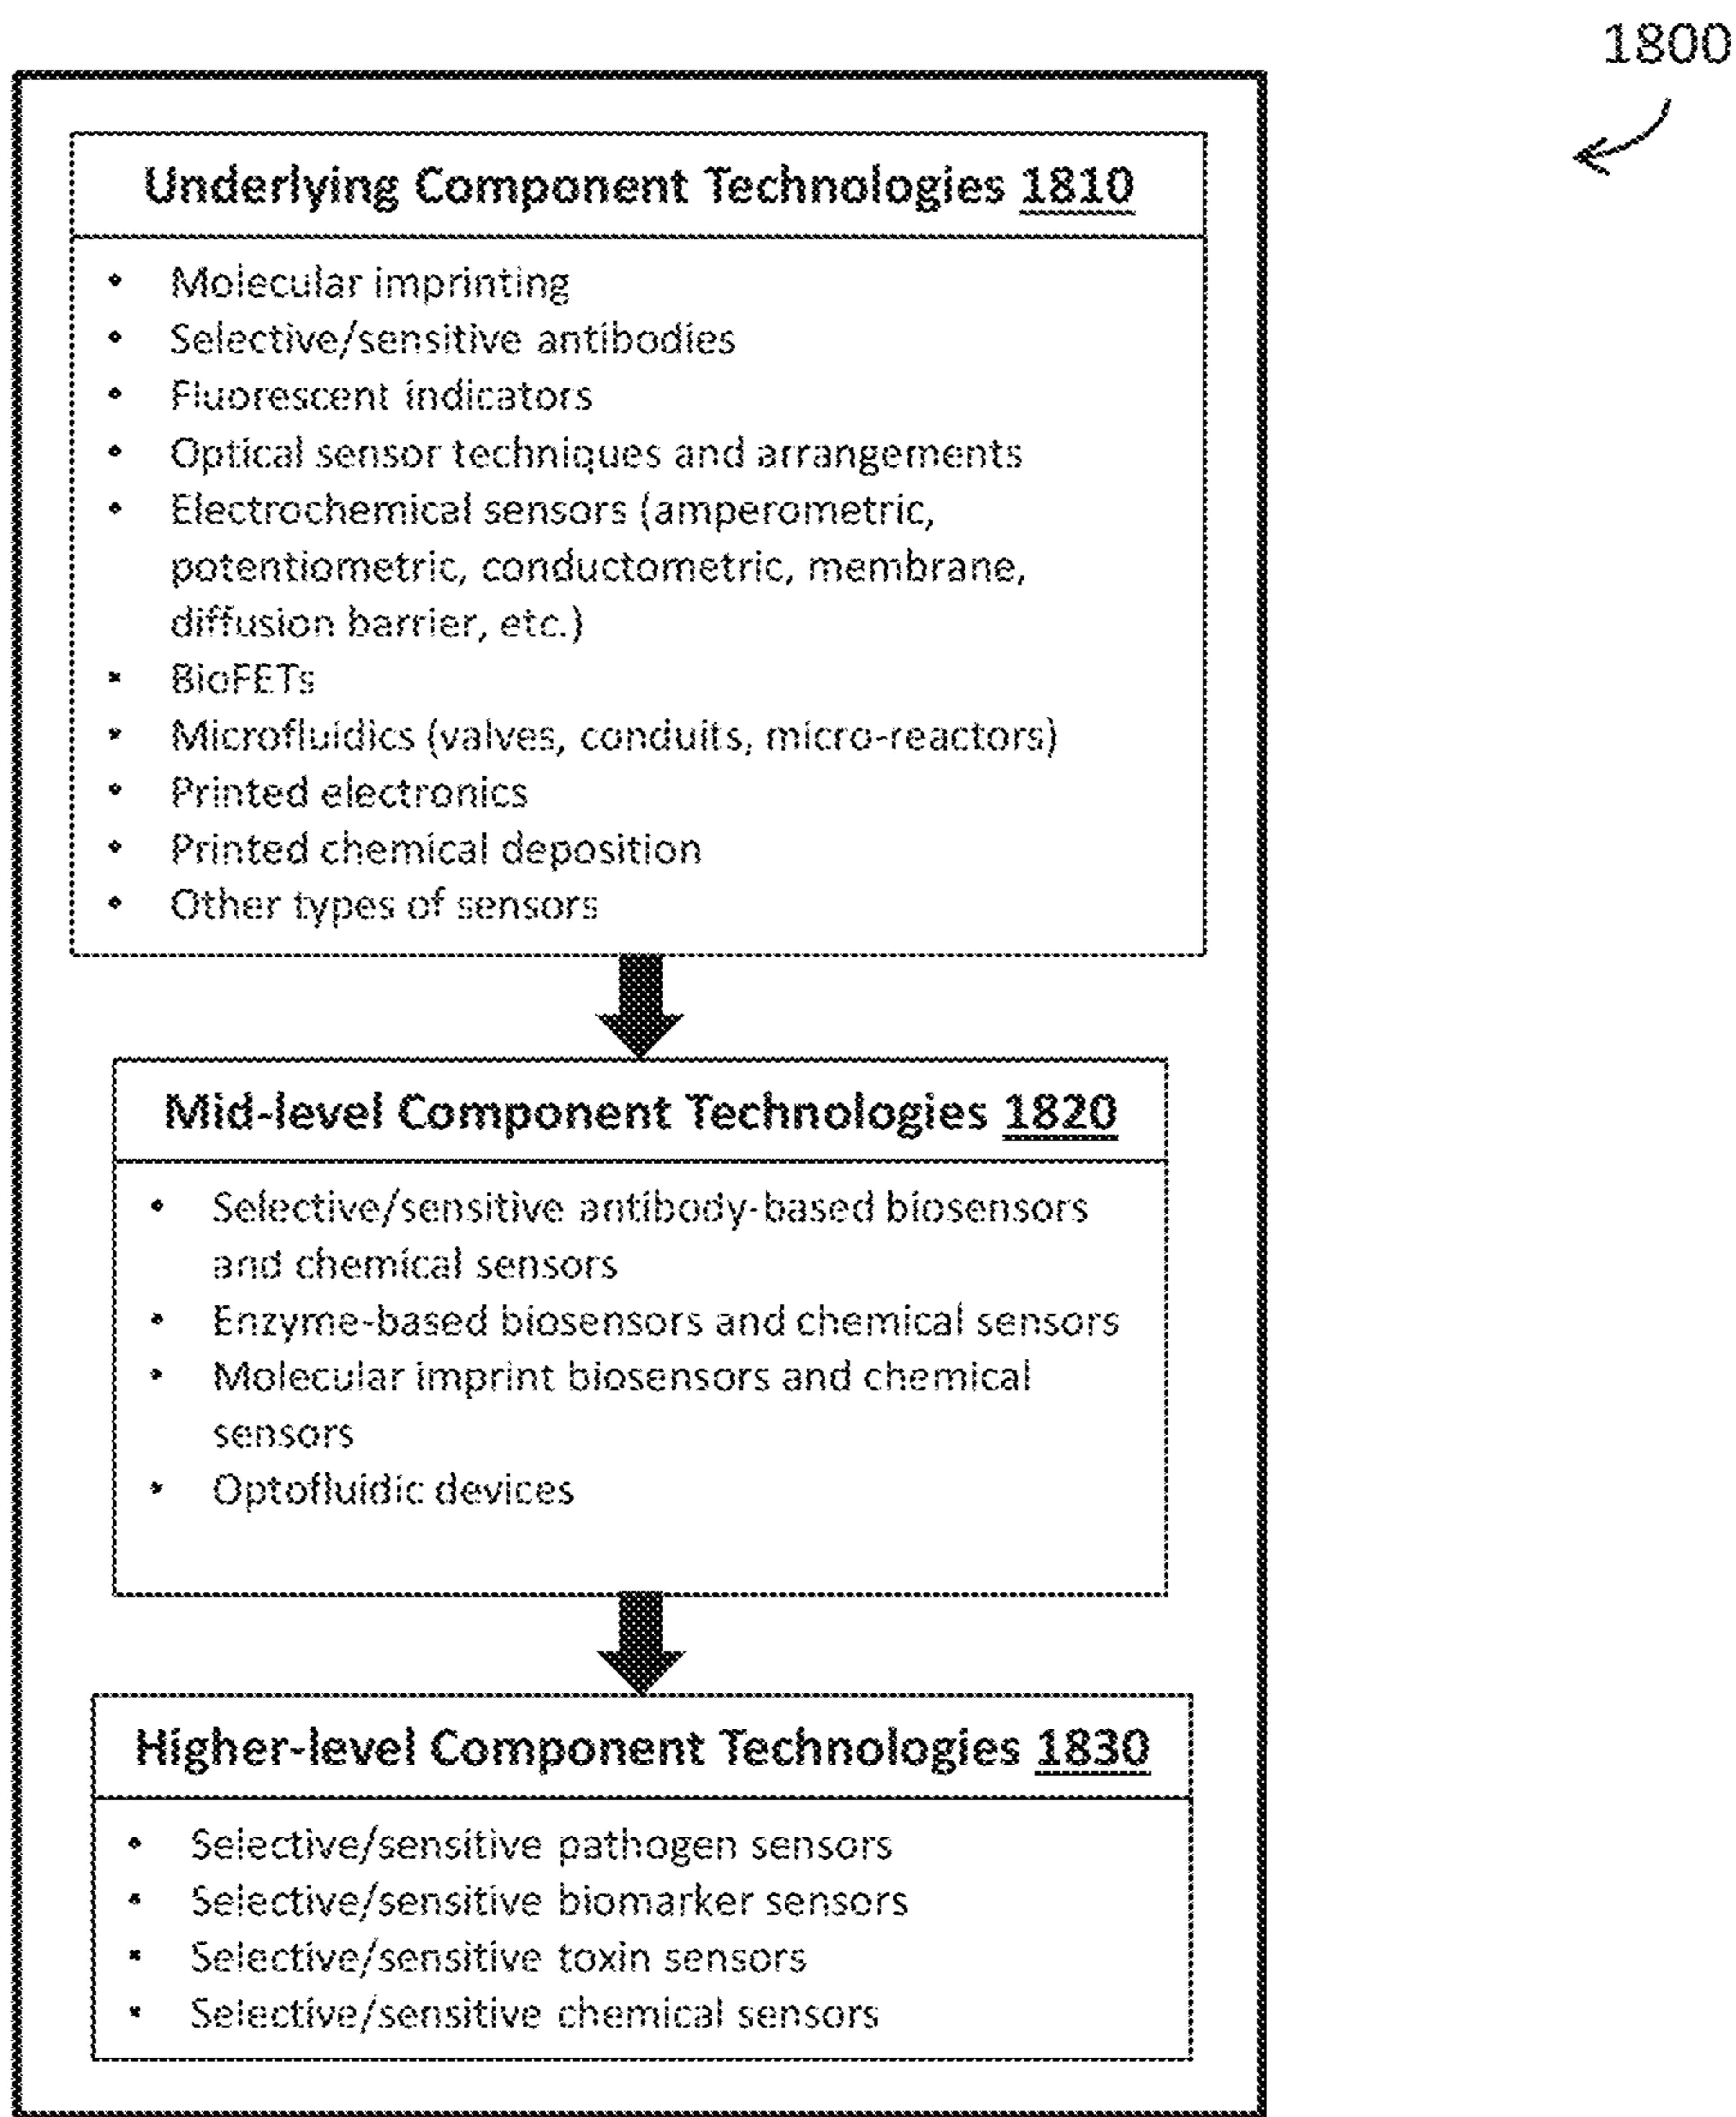 1800
Underlying Component Technologies 1810
• Molecular imprinting
• Selective/sensitive antibodies
• Fluorescent indicators
• Optical sensor techniques and arrangements
• Electrochemical sensors (amperometric,
potentiometric, conductometric, membrane,
diffusion barrier, etc.)
• BioFETs
• Microfluidics (valves, conduits, micro-reactors)
• Printed electronics
• Printed chemical deposition
• Other types of sensors
Mid-level Component Technologies 1820
• Selective/sensitive antibody-based biosensors
and chemical sensors
• Enzyme-based biosensors and chemical sensors
• Molecular imprint biosensors and chemical
sensors
• Optofluidic devices
Higher-level Component Technologies 1830
• Selective/sensitive pathogen sensors
• Selective/sensitive biomarker sensors
• Selective/sensitive toxin sensors
• Selective/sensitive chemical sensors